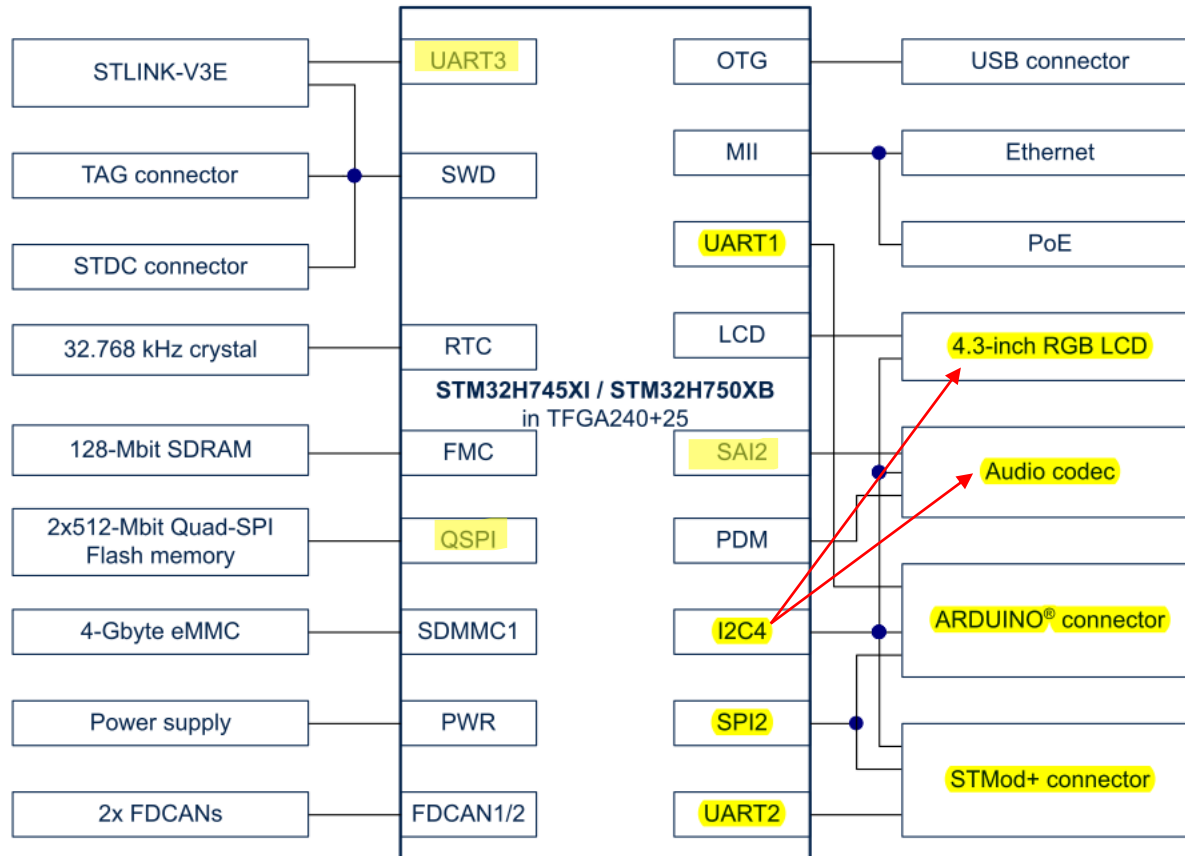 STLINK-V3E
UART3
OTG
USB connector
TAG connector
SWD
MII
Ethernet
STDC connector
UART1
PoE
32.768 kHz crystal
RTC
LCD
4.3-inch RGB LCD
STM32H745XI / STM32H750XB
in TFGA240+25
128-Mbit SDRAM
FMC
SAI2
Audio codec
2x512-Mbit Quad-SPI
Flash memory
QSPI
PDM
4-Gbyte eMMC
SDMMC1
I2C4
ARDUINO® connector
Power supply
PWR
SPI2
STMod+ connector
2x FDCANs
FDCAN1/2
UART2